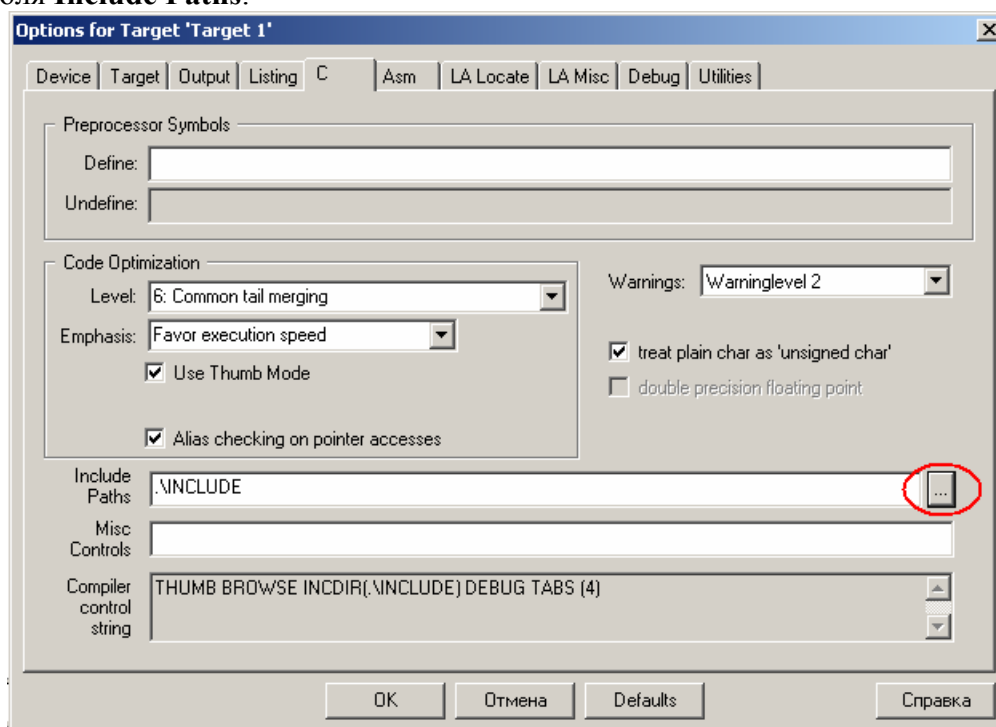 оля Include Paths.
Options for Target 'Target 1'
Device Target Output Listing C Asm LA Locate LA Misc Debug Utilities
Preprocessor Symbols
Define:
Undefine:
Code Optimization
Level: 6: Common tail merging
Warnings: Warninglevel 2
Emphasis: Favor execution speed
treat plain char as 'unsigned char'
Use Thumb Mode
double precision floating point
Alias checking on pointer accesses
Include
Paths
.\INCLUDE
...
Misc
Controls
Compiler
control
string
THUMB BROWSE INCDIR(.\INCLUDE) DEBUG TABS (4)
OK Отмена Defaults Справка